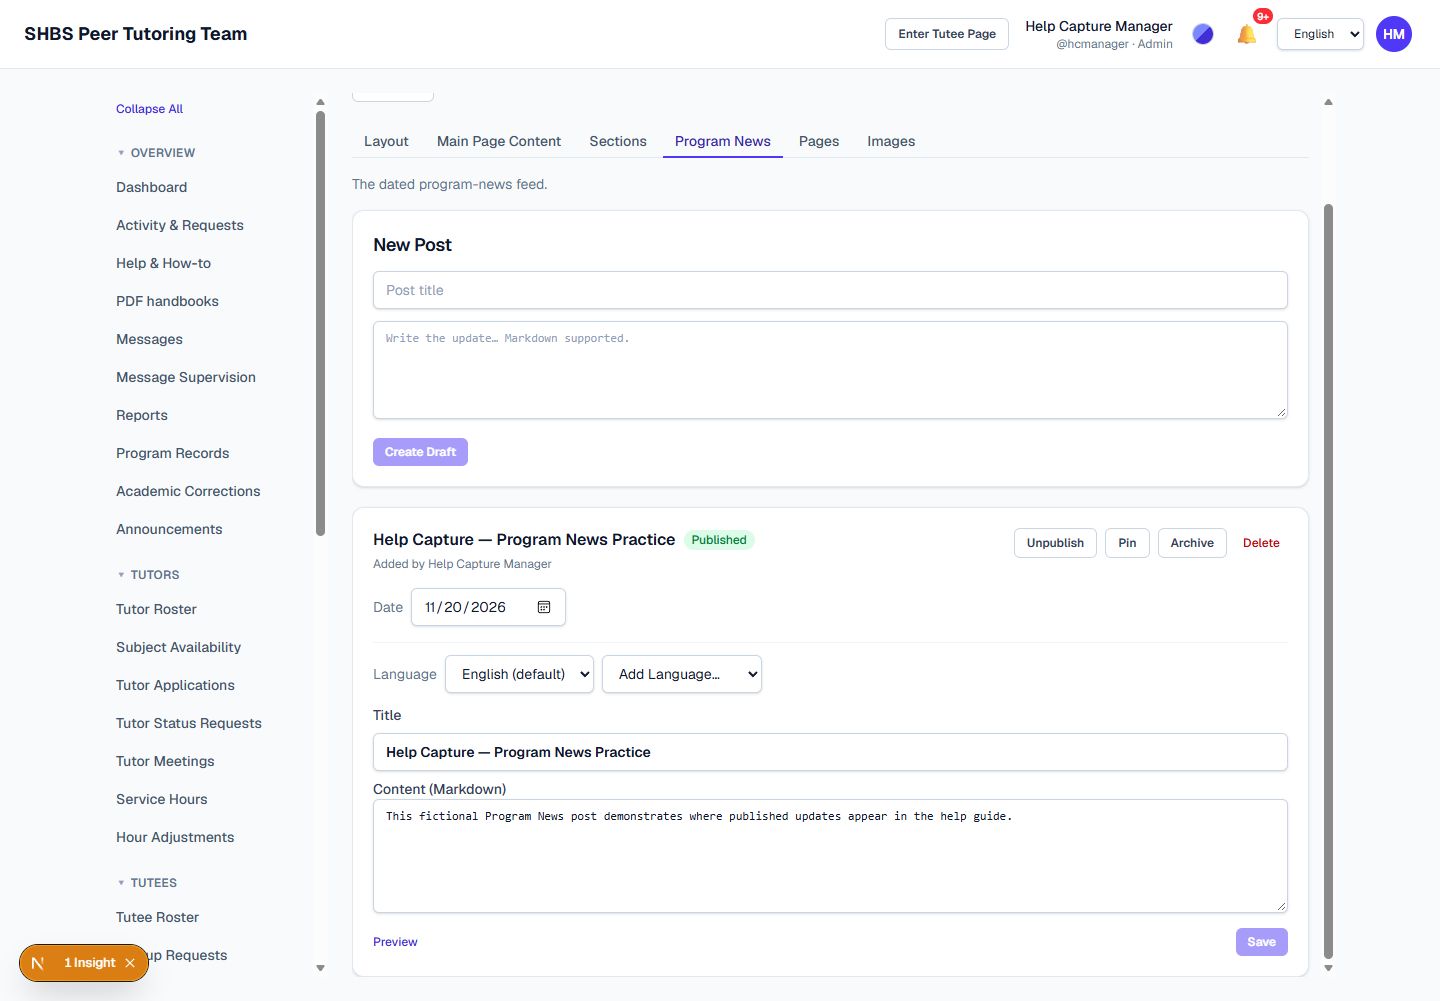 SHBS Peer Tutoring Team
Enter Tutee Page
Help Capture Manager
@hcmanager · Admin
9+
English
HM
Collapse All
OVERVIEW
Dashboard
Activity & Requests
Help & How-to
PDF handbooks
Messages
Message Supervision
Reports
Program Records
Academic Corrections
Announcements
TUTORS
Tutor Roster
Subject Availability
Tutor Applications
Tutor Status Requests
Tutor Meetings
Service Hours
Hour Adjustments
TUTEES
Tutee Roster
up Requests
N 1 Insight
Layout Main Page Content Sections Program News Pages Images
The dated program-news feed.
New Post
Post title
Write the update… Markdown supported.
Create Draft
Help Capture — Program News Practice Published
Unpublish Pin Archive Delete
Added by Help Capture Manager
Date 11/20/2026
Language English (default) Add Language…
Title
Help Capture — Program News Practice
Content (Markdown)
This fictional Program News post demonstrates where published updates appear in the help guide.
Preview Save